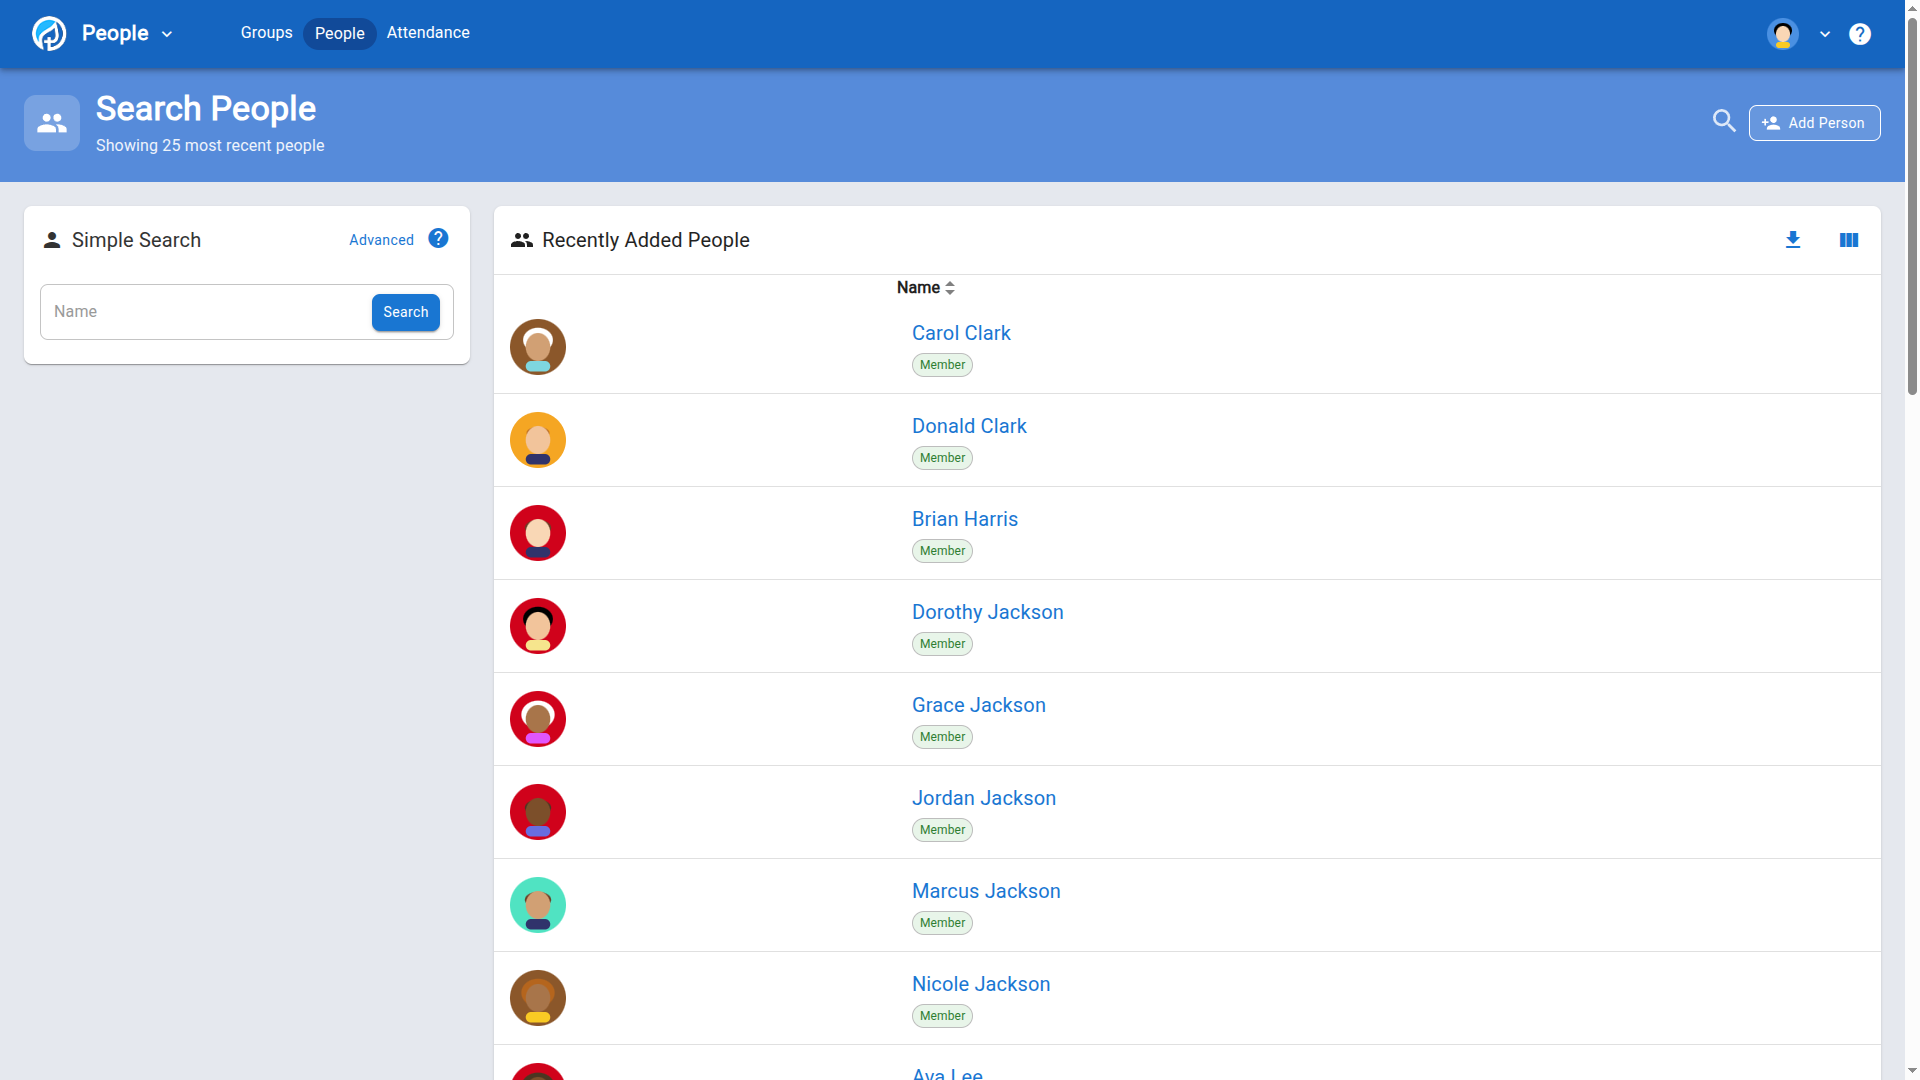 People
Groups
People
Attendance
Search People
Showing 25 most recent people
Add Person
Simple Search
Advanced
Name
Search
Recently Added People
Name
Carol Clark
Member
Donald Clark
Member
Brian Harris
Member
Dorothy Jackson
Member
Grace Jackson
Member
Jordan Jackson
Member
Marcus Jackson
Member
Nicole Jackson
Member
Ava Lee